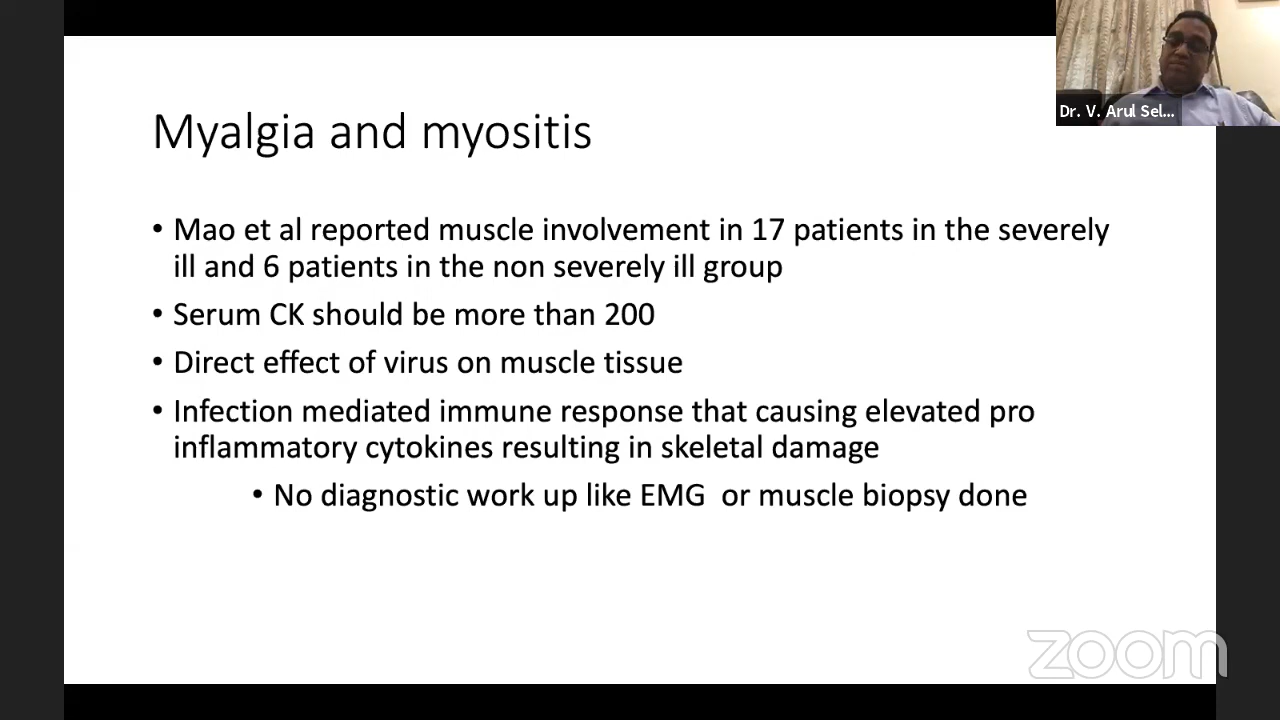 Dr. V. Arul Sel...
Myalgia and myositis
• Mao et al reported muscle involvement in 17 patients in the severely
ill and 6 patients in the non severely ill group
• Serum CK should be more than 200
• Direct effect of virus on muscle tissue
• Infection mediated immune response that causing elevated pro
inflammatory cytokines resulting in skeletal damage
• No diagnostic work up like EMG or muscle biopsy done
zoom